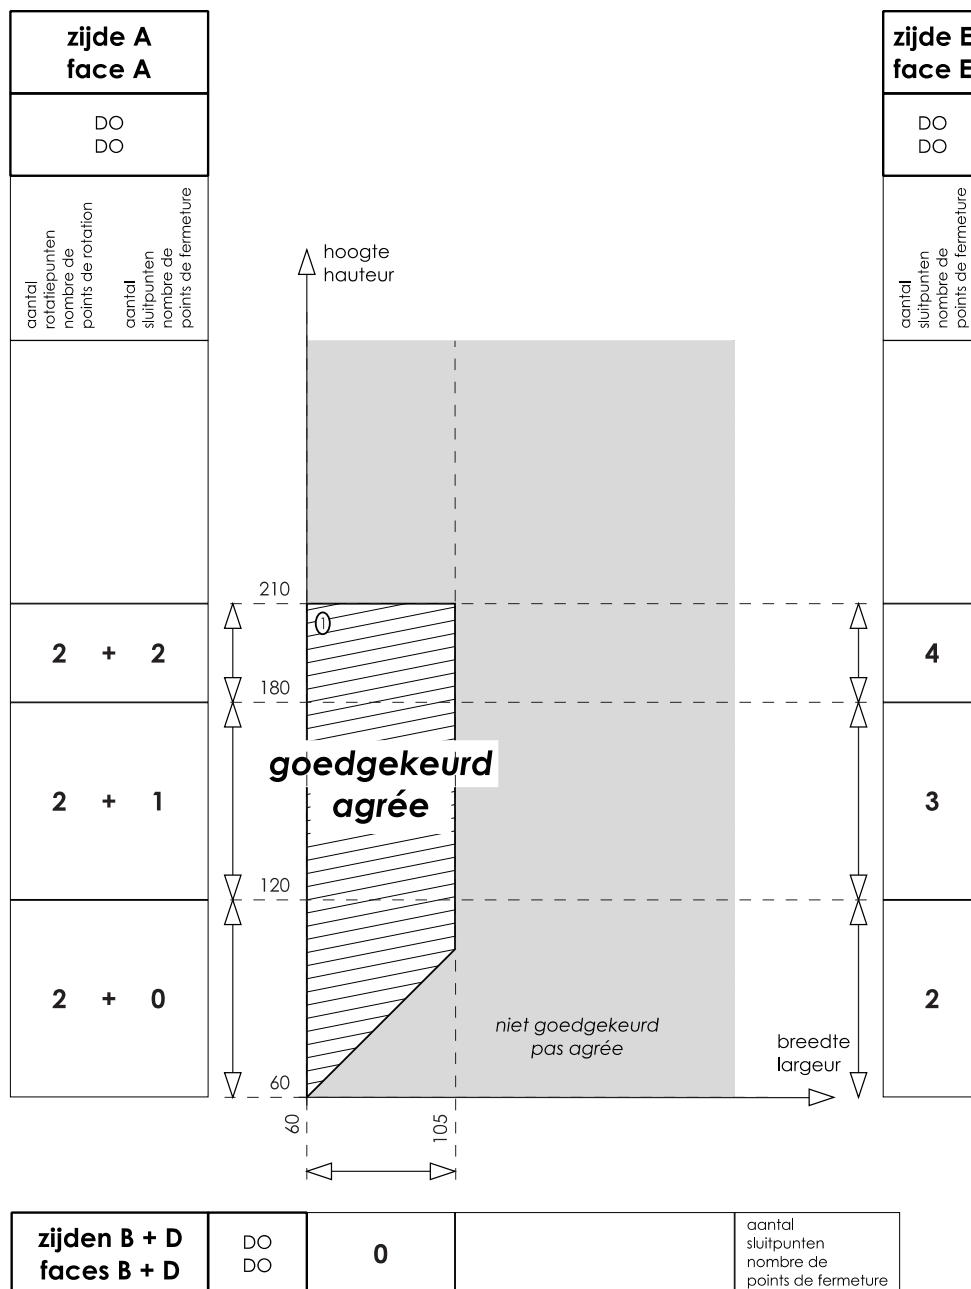 zijde A
face A
DO
DO
aantal
rotatiepunten
nombre de
points de rotation
aantal
sluitpunten
nombre de
points de fermeture
zijde E
face E
DO
DO
aantal
sluitpunten
nombre de
points de fermeture
hoogte
hauteur
210
1
2 + 2
4
180
goedgekeurd
agrée
2 + 1
3
120
2 + 0
2
niet goedgekeurd
pas agrée
breedte
largeur
60
60
105
zijden B + D
faces B + D
DO
DO
0
aantal
sluitpunten
nombre de
points de fermeture